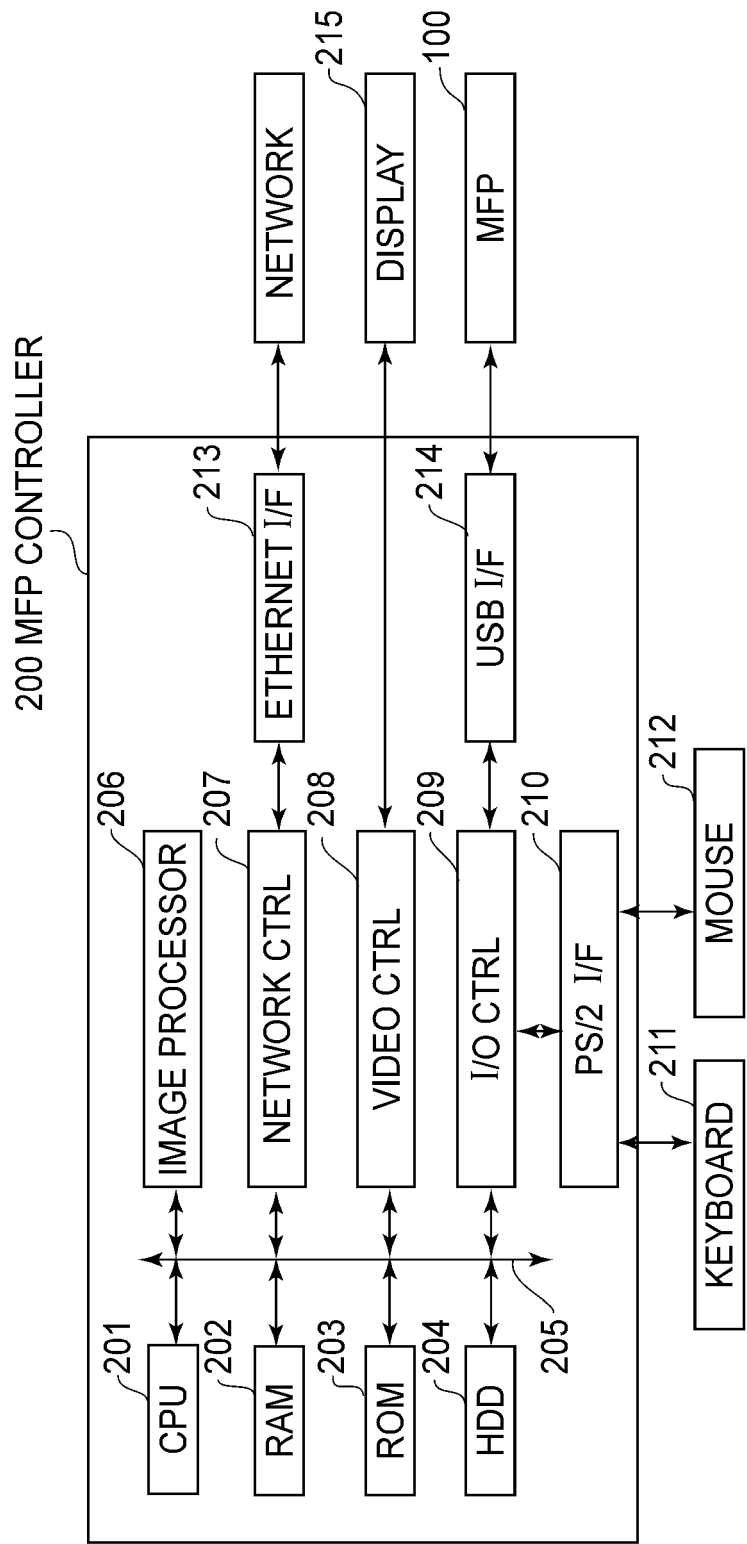 200 MFP CONTROLLER
201
CPU
202
RAM
203
ROM
204
HDD
205
206
IMAGE PROCESSOR
207
NETWORK CTRL
208
VIDEO CTRL
209
I/O CTRL
210
PS/2 I/F
213
ETHERNET I/F
214
USB I/F
NETWORK
215
DISPLAY
100
MFP
211
KEYBOARD
212
MOUSE